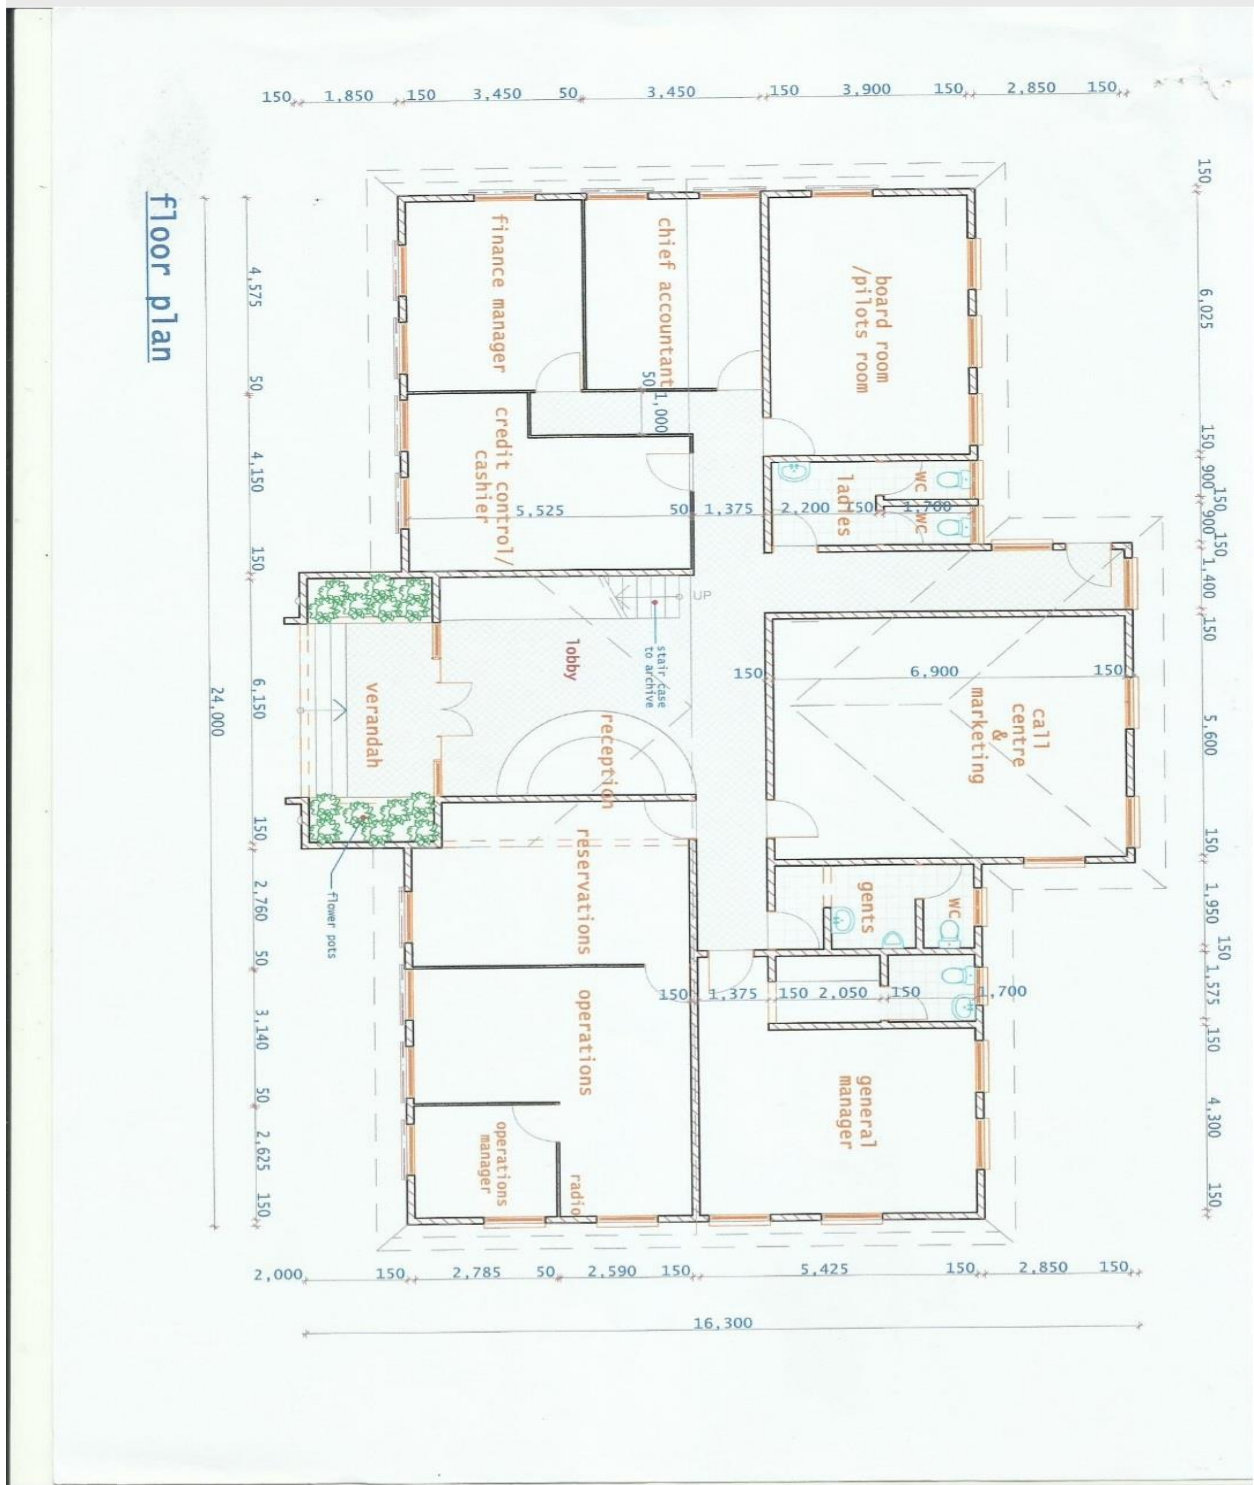 150 1,850 150 3,450 50 3,450 150 3,900 150 2,850 150
floor plan
finance manager
chief accountant
board room
/pilots room
50 1,000
credit control/
cashier
ladies
wc
wc
5,525 50 1,375 2,200 150 1,700
UP
stair case
to archive
lobby
reception
verandah
flower pots
150 6,900 150
call
centre
&
marketing
reservations
gents
wc
operations
150 1,375 150 2,050 150 1,700
general
manager
operations
manager
radio
4,575 50 4,150 150 6,150 150 2,760 50 3,140 50 2,625 150
24,000
150 6,025 150 900 150 900 150 1,400 150 5,600 150 1,950 150 1,575 150 4,300 150
2,000 150 2,785 50 2,590 150 5,425 150 2,850 150
16,300